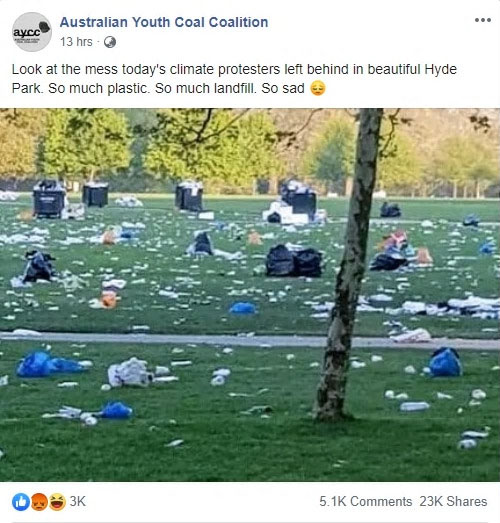 aycc
Australian Youth Coal Coalition
13 hrs ·
Look at the mess today's climate protesters left behind in beautiful Hyde
Park. So much plastic. So much landfill. So sad 😔
3K
5.1K Comments 23K Shares